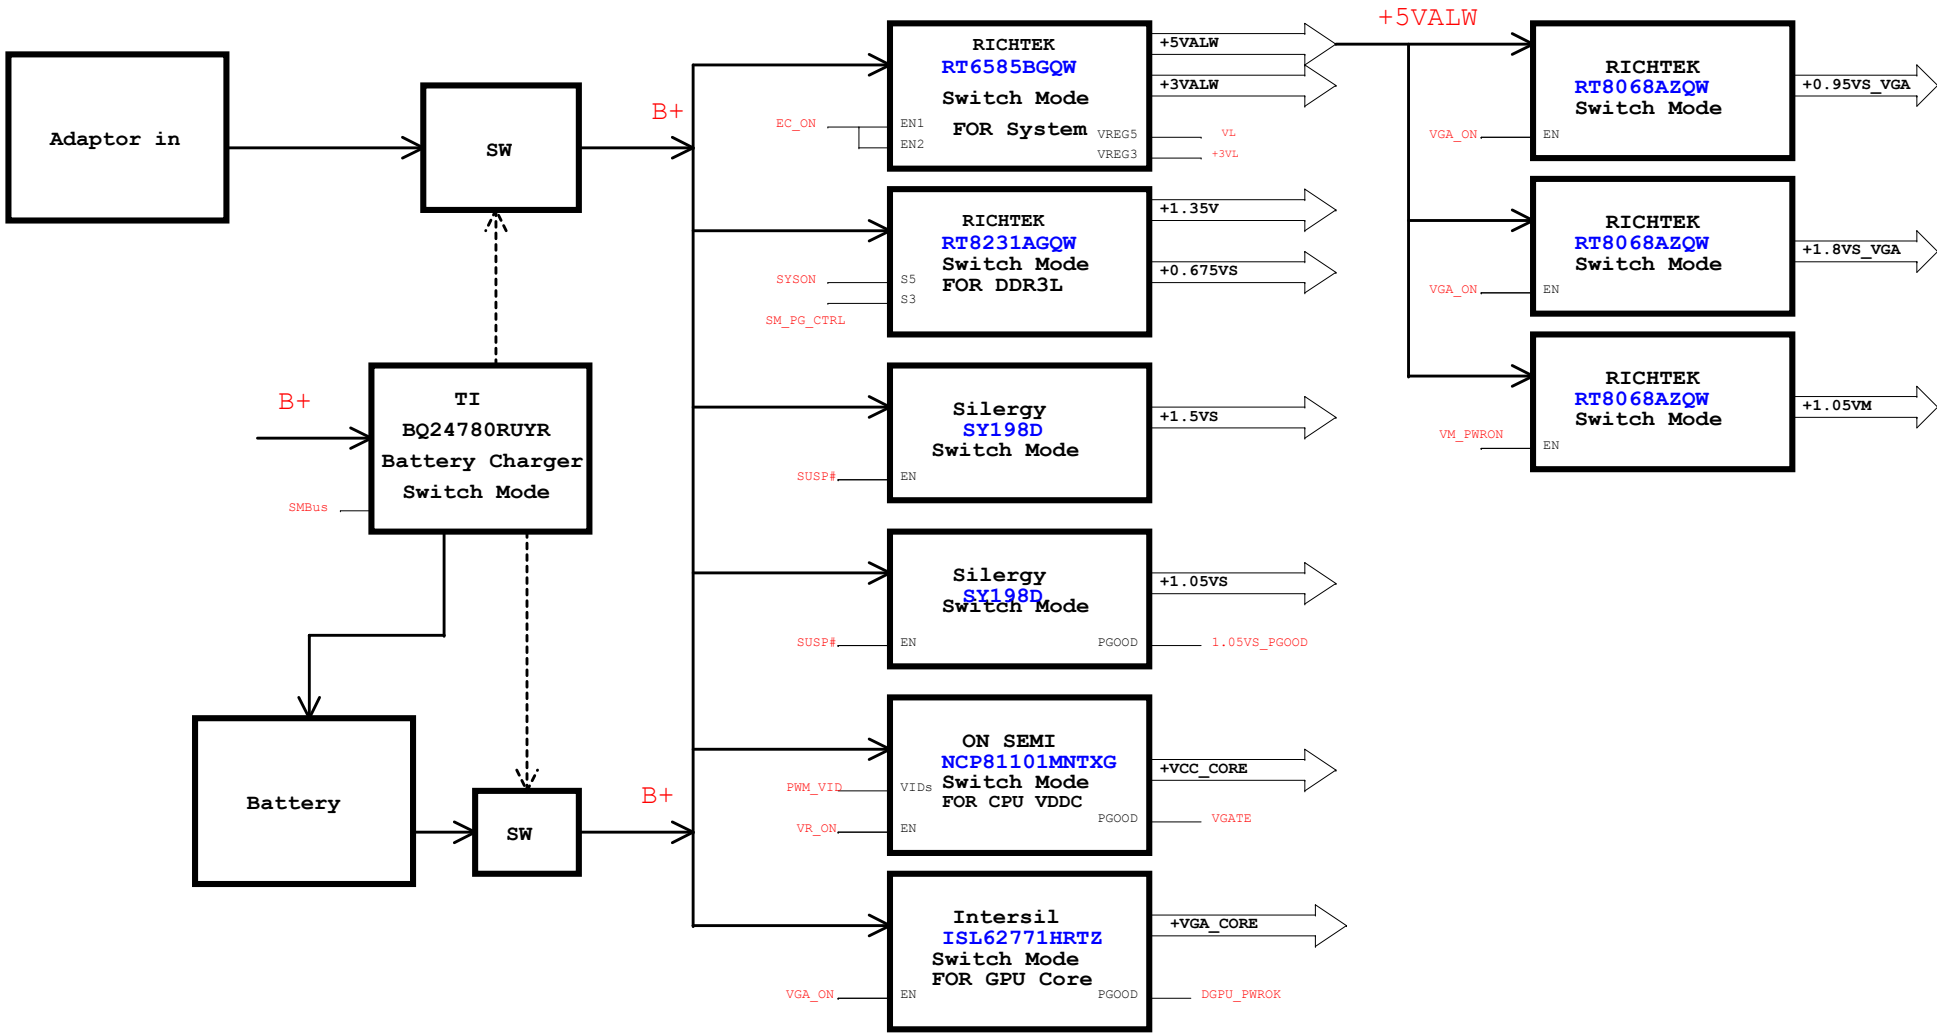 Adaptor in
SW
B+
RICHTEK
RT6585BGQW
Switch Mode
FOR System
EC_ON
EN1
EN2
VREG5
VREG3
VL
+3VL
+5VALW
+3VALW
+5VALW
RICHTEK
RT8068AZQW
Switch Mode
VGA_ON
EN
+0.95VS_VGA
RICHTEK
RT8231AGQW
Switch Mode
FOR DDR3L
SYSON
S5
S3
SM_PG_CTRL
+1.35V
+0.675VS
RICHTEK
RT8068AZQW
Switch Mode
VGA_ON
EN
+1.8VS_VGA
B+
TI
BQ24780RUYR
Battery Charger
Switch Mode
SMBus
Silergy
SY198D
Switch Mode
SUSP#
EN
+1.5VS
RICHTEK
RT8068AZQW
Switch Mode
VM_PWRON
EN
+1.05VM
Silergy
SY198D
Switch Mode
SUSP#
EN
PGOOD
+1.05VS
1.05VS_PGOOD
Battery
SW
B+
ON SEMI
NCP81101MNTXG
Switch Mode
FOR CPU VDDC
PWM_VID
VIDs
VR_ON
EN
PGOOD
+VCC_CORE
VGATE
Intersil
ISL62771HRTZ
Switch Mode
FOR GPU Core
VGA_ON
EN
PGOOD
+VGA_CORE
DGPU_PWROK